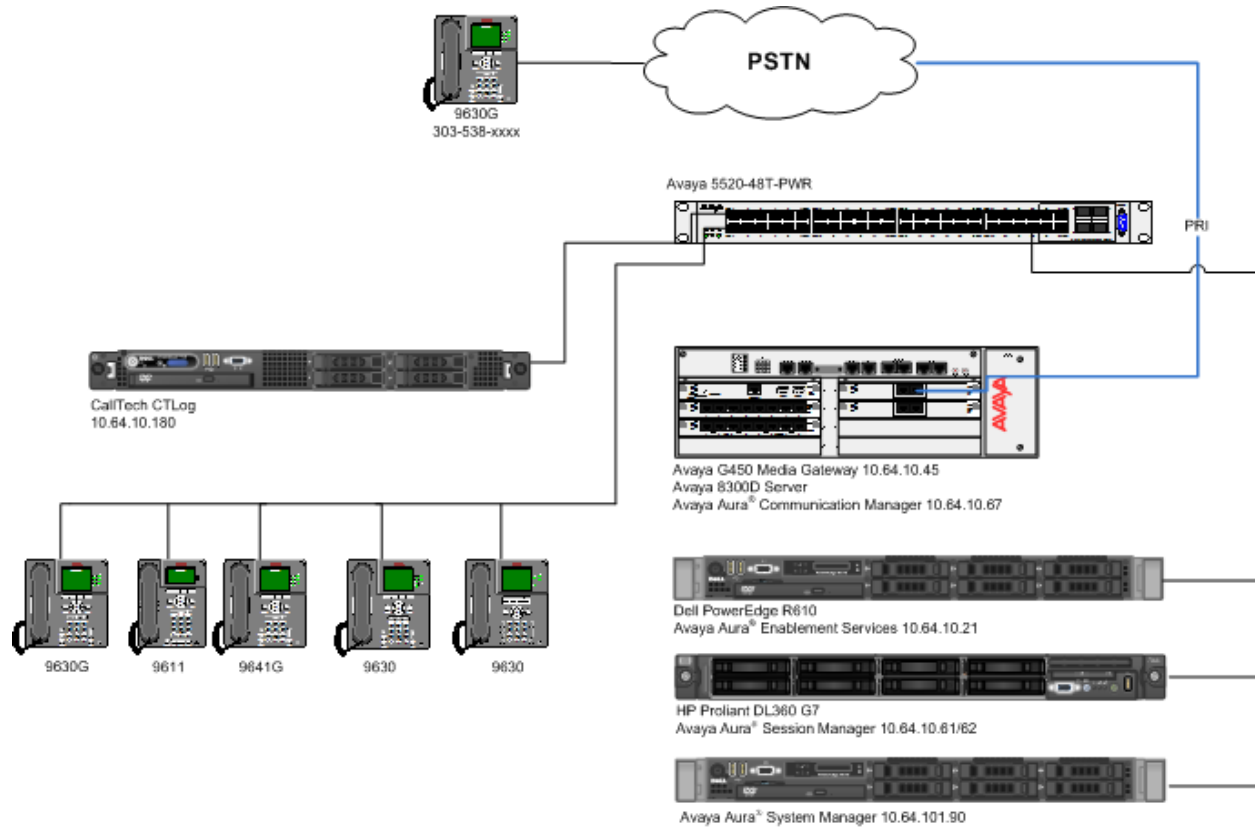 PSTN
9630G
303-538-xxxx
Avaya 5520-48T-PWR
PRI
CallTech CTLog
10.64.10.180
AVAYA
Avaya G450 Media Gateway 10.64.10.45
Avaya 8300D Server
Avaya Aura® Communication Manager 10.64.10.67
9630G
9611
9641G
9630
9630
Dell PowerEdge R610
Avaya Aura® Enablement Services 10.64.10.21
HP Proliant DL360 G7
Avaya Aura® Session Manager 10.64.10.61/62
Avaya Aura® System Manager 10.64.101.90